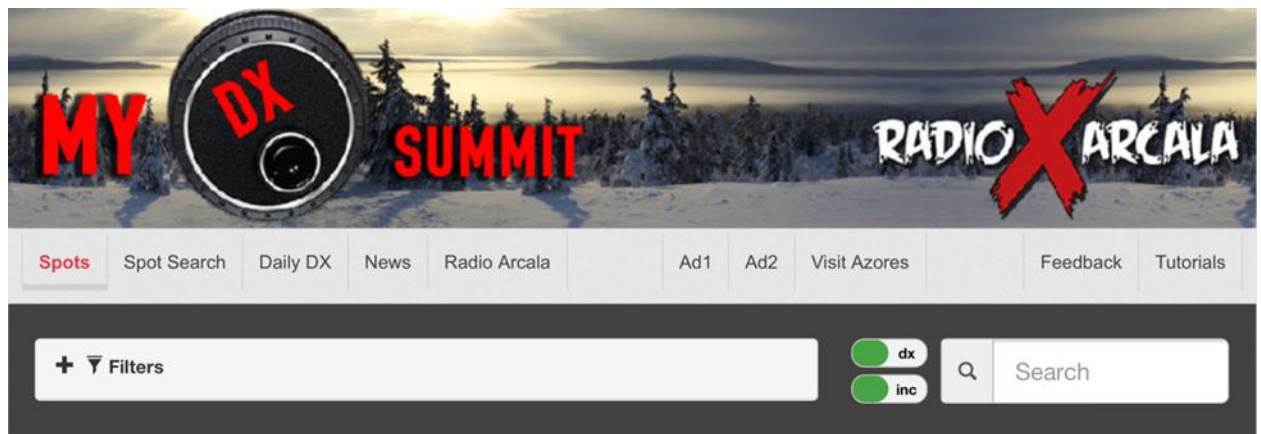 MY DX SUMMIT RADIO X ARCALA
Spots Spot Search Daily DX News Radio Arcala Ad1 Ad2 Visit Azores Feedback Tutorials
Filters dx Search
inc